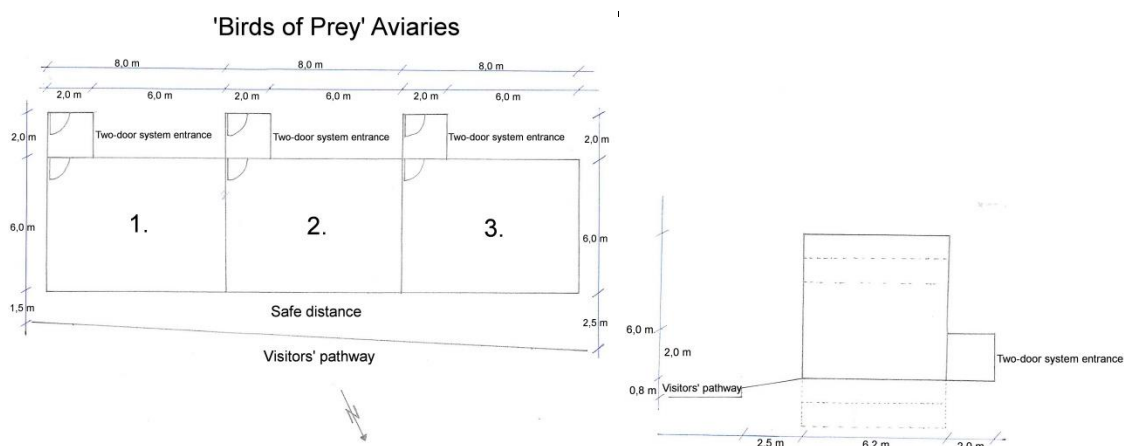 'Birds of Prey' Aviaries
8,0 m 8,0 m 8,0 m
2,0 m 6,0 m 2,0 m 6,0 m 2,0 m 6,0 m
2,0 m Two-door system entrance Two-door system entrance Two-door system entrance 2,0 m
6,0 m 1. 2. 3. 6,0 m
1,5 m Safe distance 2,5 m
Visitors' pathway
N
6,0 m
2,0 m Two-door system entrance
0,8 m Visitors' pathway
2,5 m 6,2 m 2,0 m